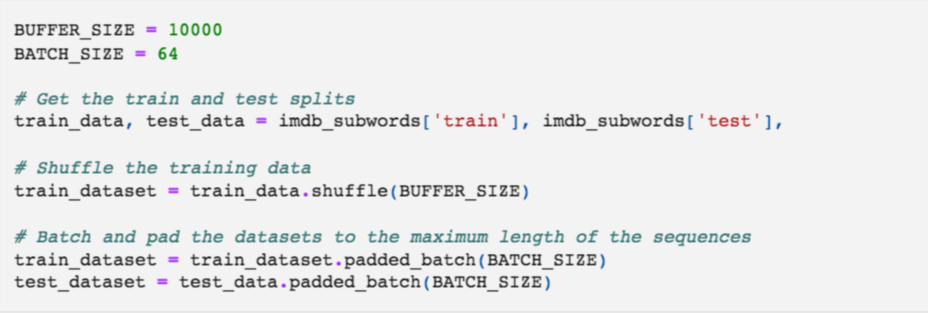 BUFFER_SIZE = 10000
BATCH_SIZE = 64
# Get the train and test splits
train_data, test_data = imdb_subwords['train'], imdb_subwords['test'],
# Shuffle the training data
train_dataset = train_data.shuffle(BUFFER_SIZE)
# Batch and pad the datasets to the maximum length of the sequences
train_dataset = train_dataset.padded_batch(BATCH_SIZE)
test_dataset = test_data.padded_batch(BATCH_SIZE)